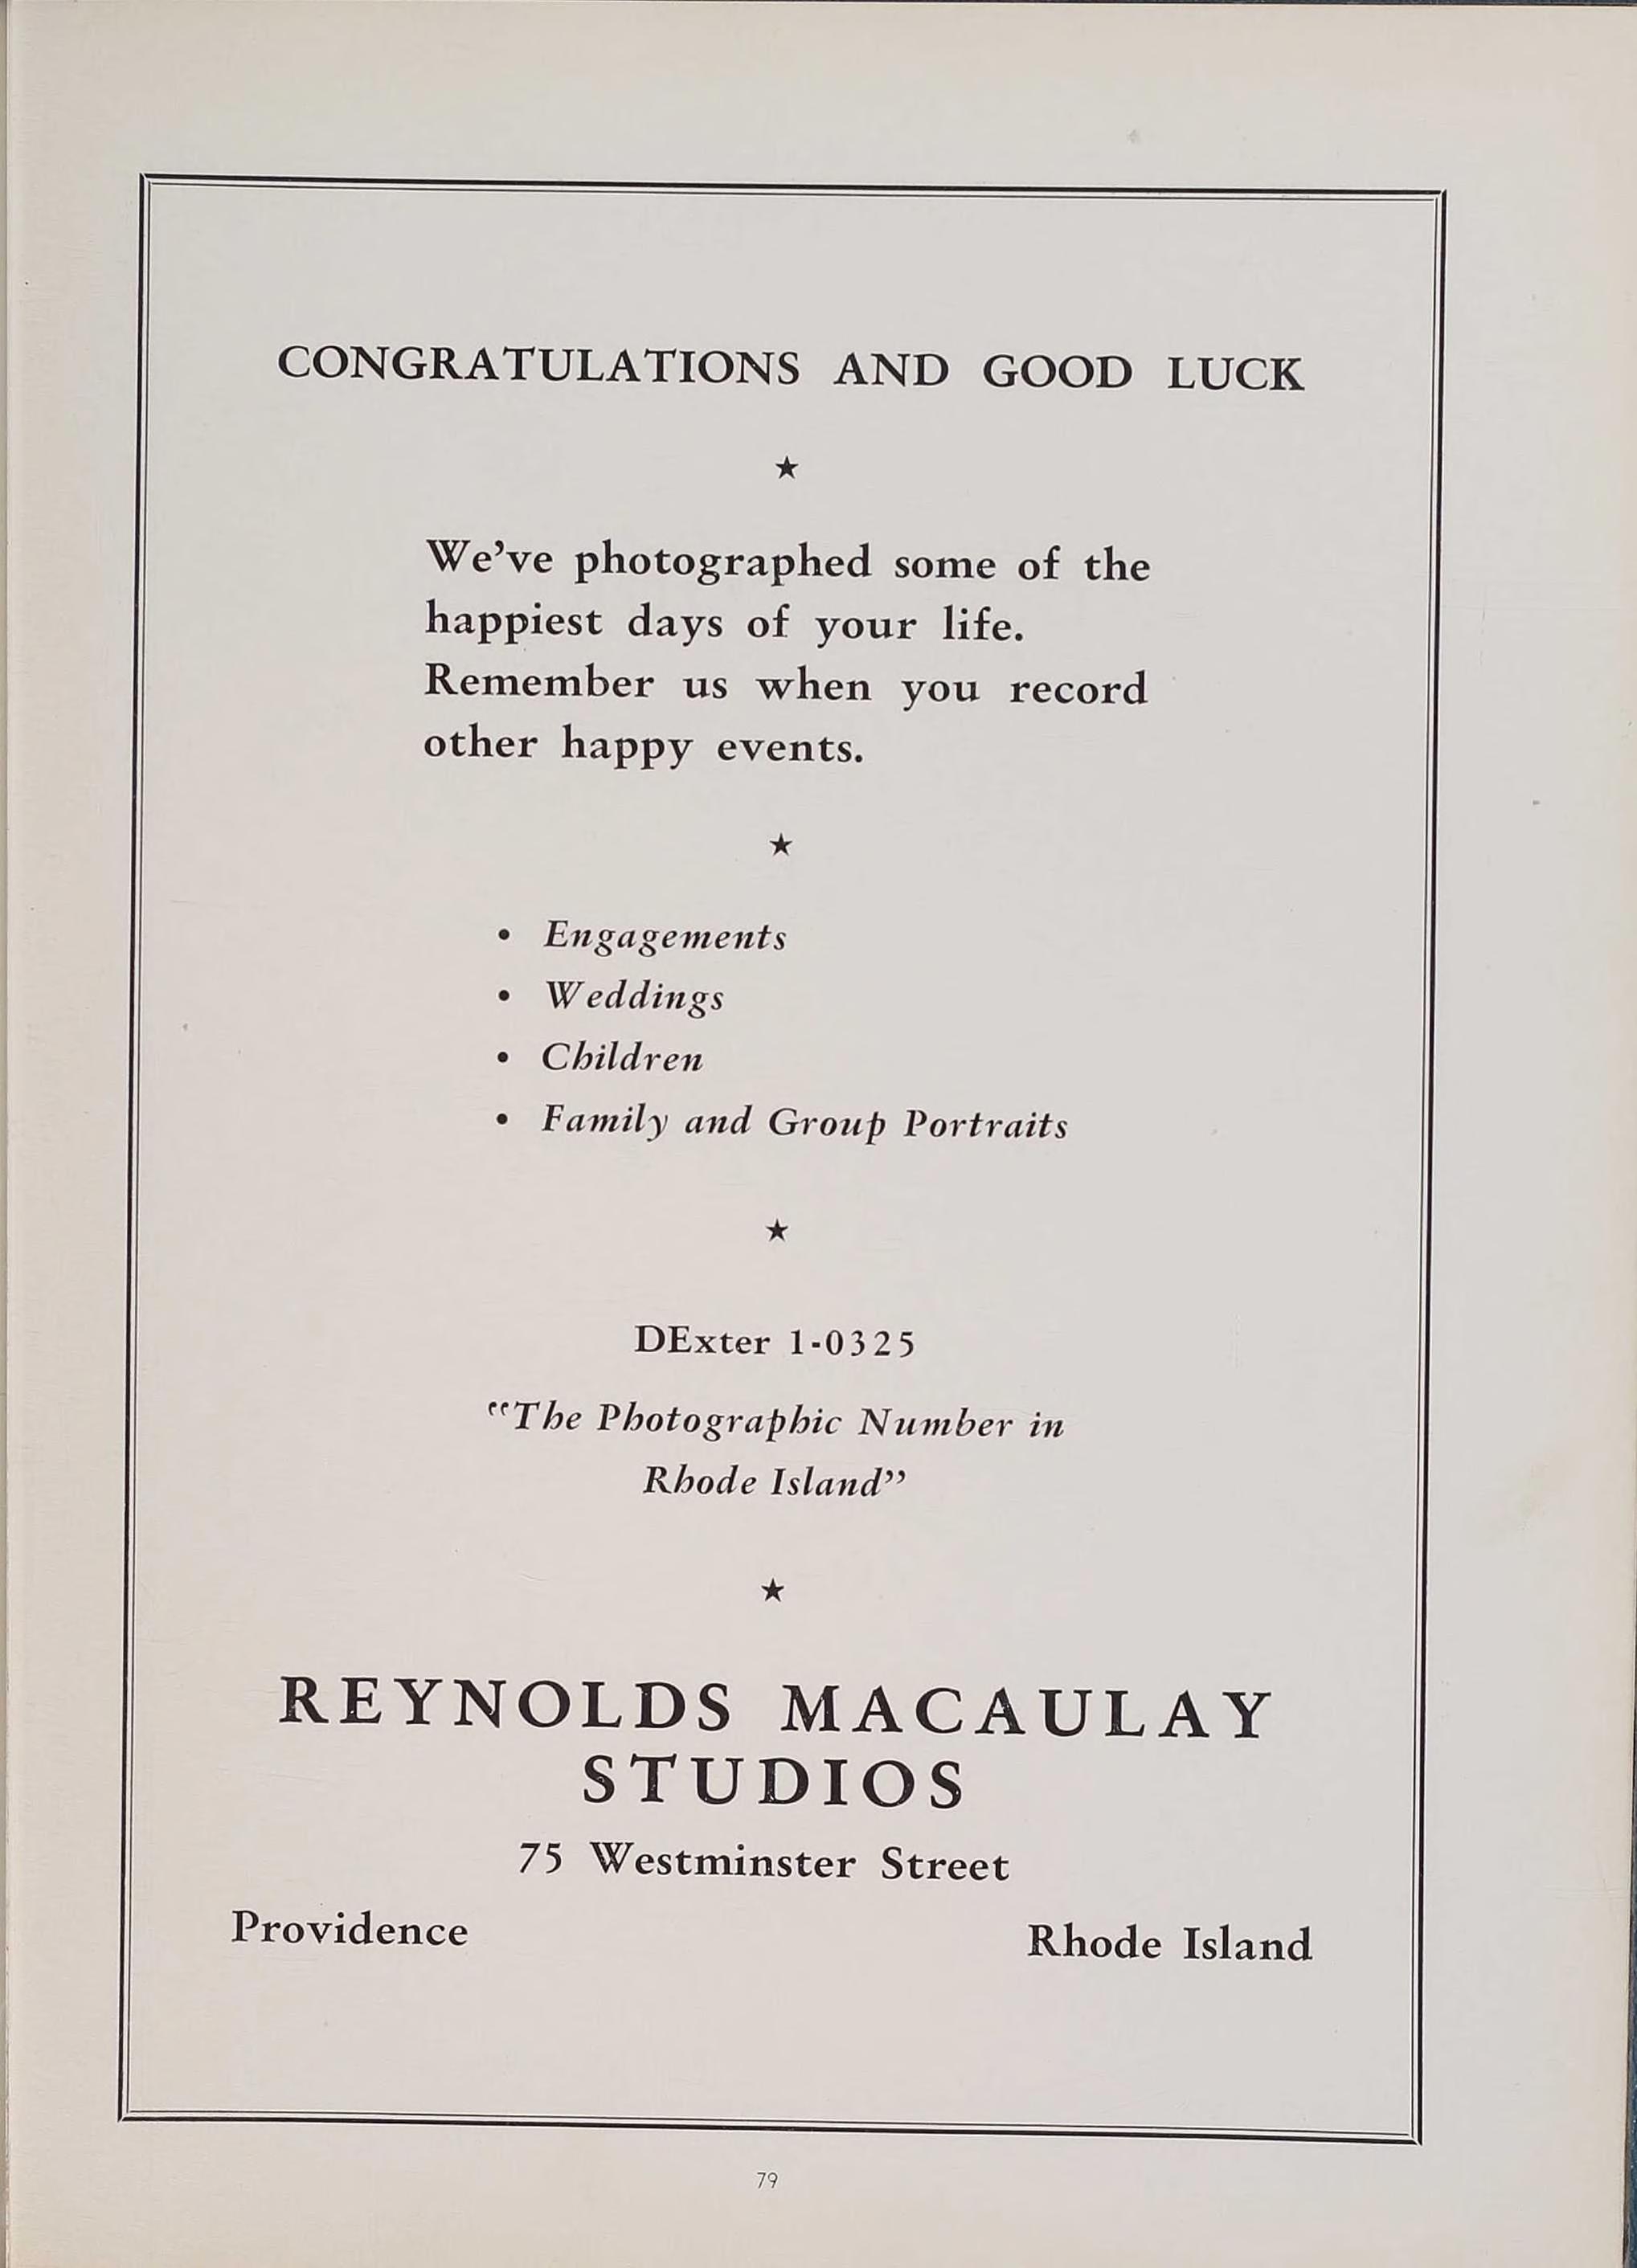 CONGRATULATIONS AND GOOD LUCK
★
We've photographed some of the
happiest days of your life.
Remember us when you record
other happy events.
★
• Engagements
• Weddings
• Children
• Family and Group Portraits
★
DExter 1-0325
"The Photographic Number in
Rhode Island"
★
REYNOLDS MACAULAY
STUDIOS
75 Westminster Street
Providence Rhode Island
79